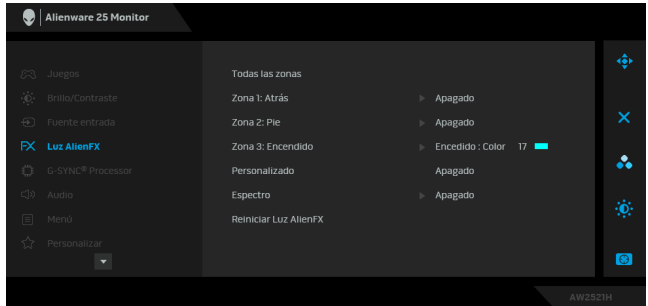 Alienware 25 Monitor
Juegos
Brillo/Contraste
Fuente entrada
FX Luz AlienFX
G-SYNC® Processor
Audio
Menú
Personalizar
Todas las zonas
Zona 1: Atrás Apagado
Zona 2: Pie Apagado
Zona 3: Encendido Encedido : Color 17
Personalizado Apagado
Espectro Apagado
Reiniciar Luz AlienFX
AW2521H